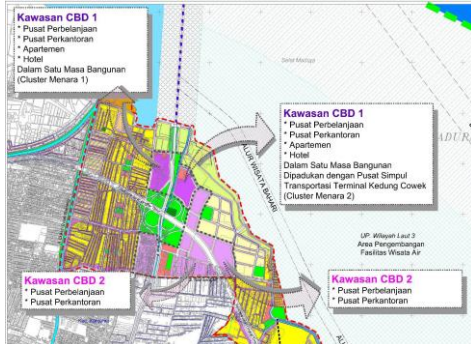 Kawasan CBD 1
* Pusat Perbelanjaan
* Pusat Perkantoran
* Apartemen
* Hotel
Dalam Satu Masa Bangunan
(Cluster Menara 1)
Selat Madura
Kawasan CBD 1
* Pusat Perbelanjaan
* Pusat Perkantoran
* Apartemen
* Hotel
Dalam Satu Masa Bangunan
Dipadukan dengan Pusat Simpul
Transportasi Terminal Kedung Cowek
(Cluster Menara 2)
ALUR WISATA BAHARI
UP. Wilayah Laut 3
Area Pengembangan
Fasilitas Wisata Air
Kawasan CBD 2
* Pusat Perbelanjaan
* Pusat Perkantoran
Kawasan CBD 2
* Pusat Perbelanjaan
* Pusat Perkantoran